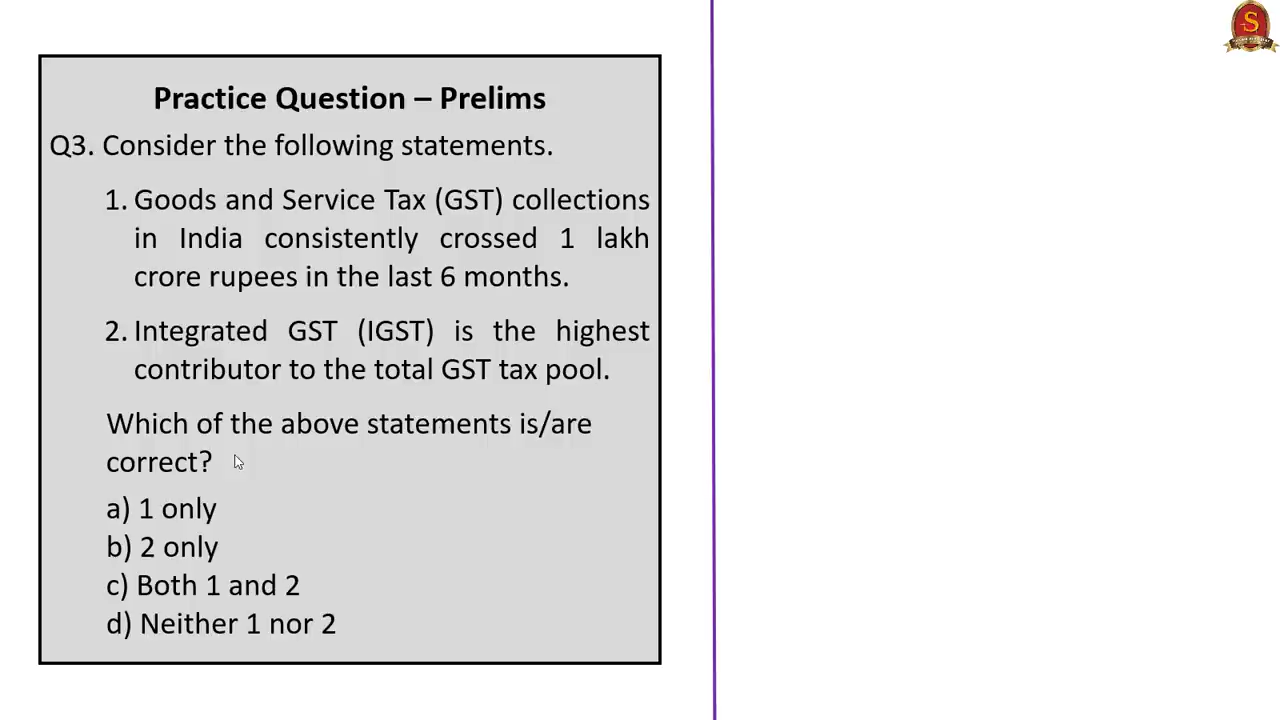 Practice Question – Prelims
Q3. Consider the following statements.
1. Goods and Service Tax (GST) collections
in India consistently crossed 1 lakh
crore rupees in the last 6 months.
2. Integrated GST (IGST) is the highest
contributor to the total GST tax pool.
Which of the above statements is/are
correct?
a) 1 only
b) 2 only
c) Both 1 and 2
d) Neither 1 nor 2
S